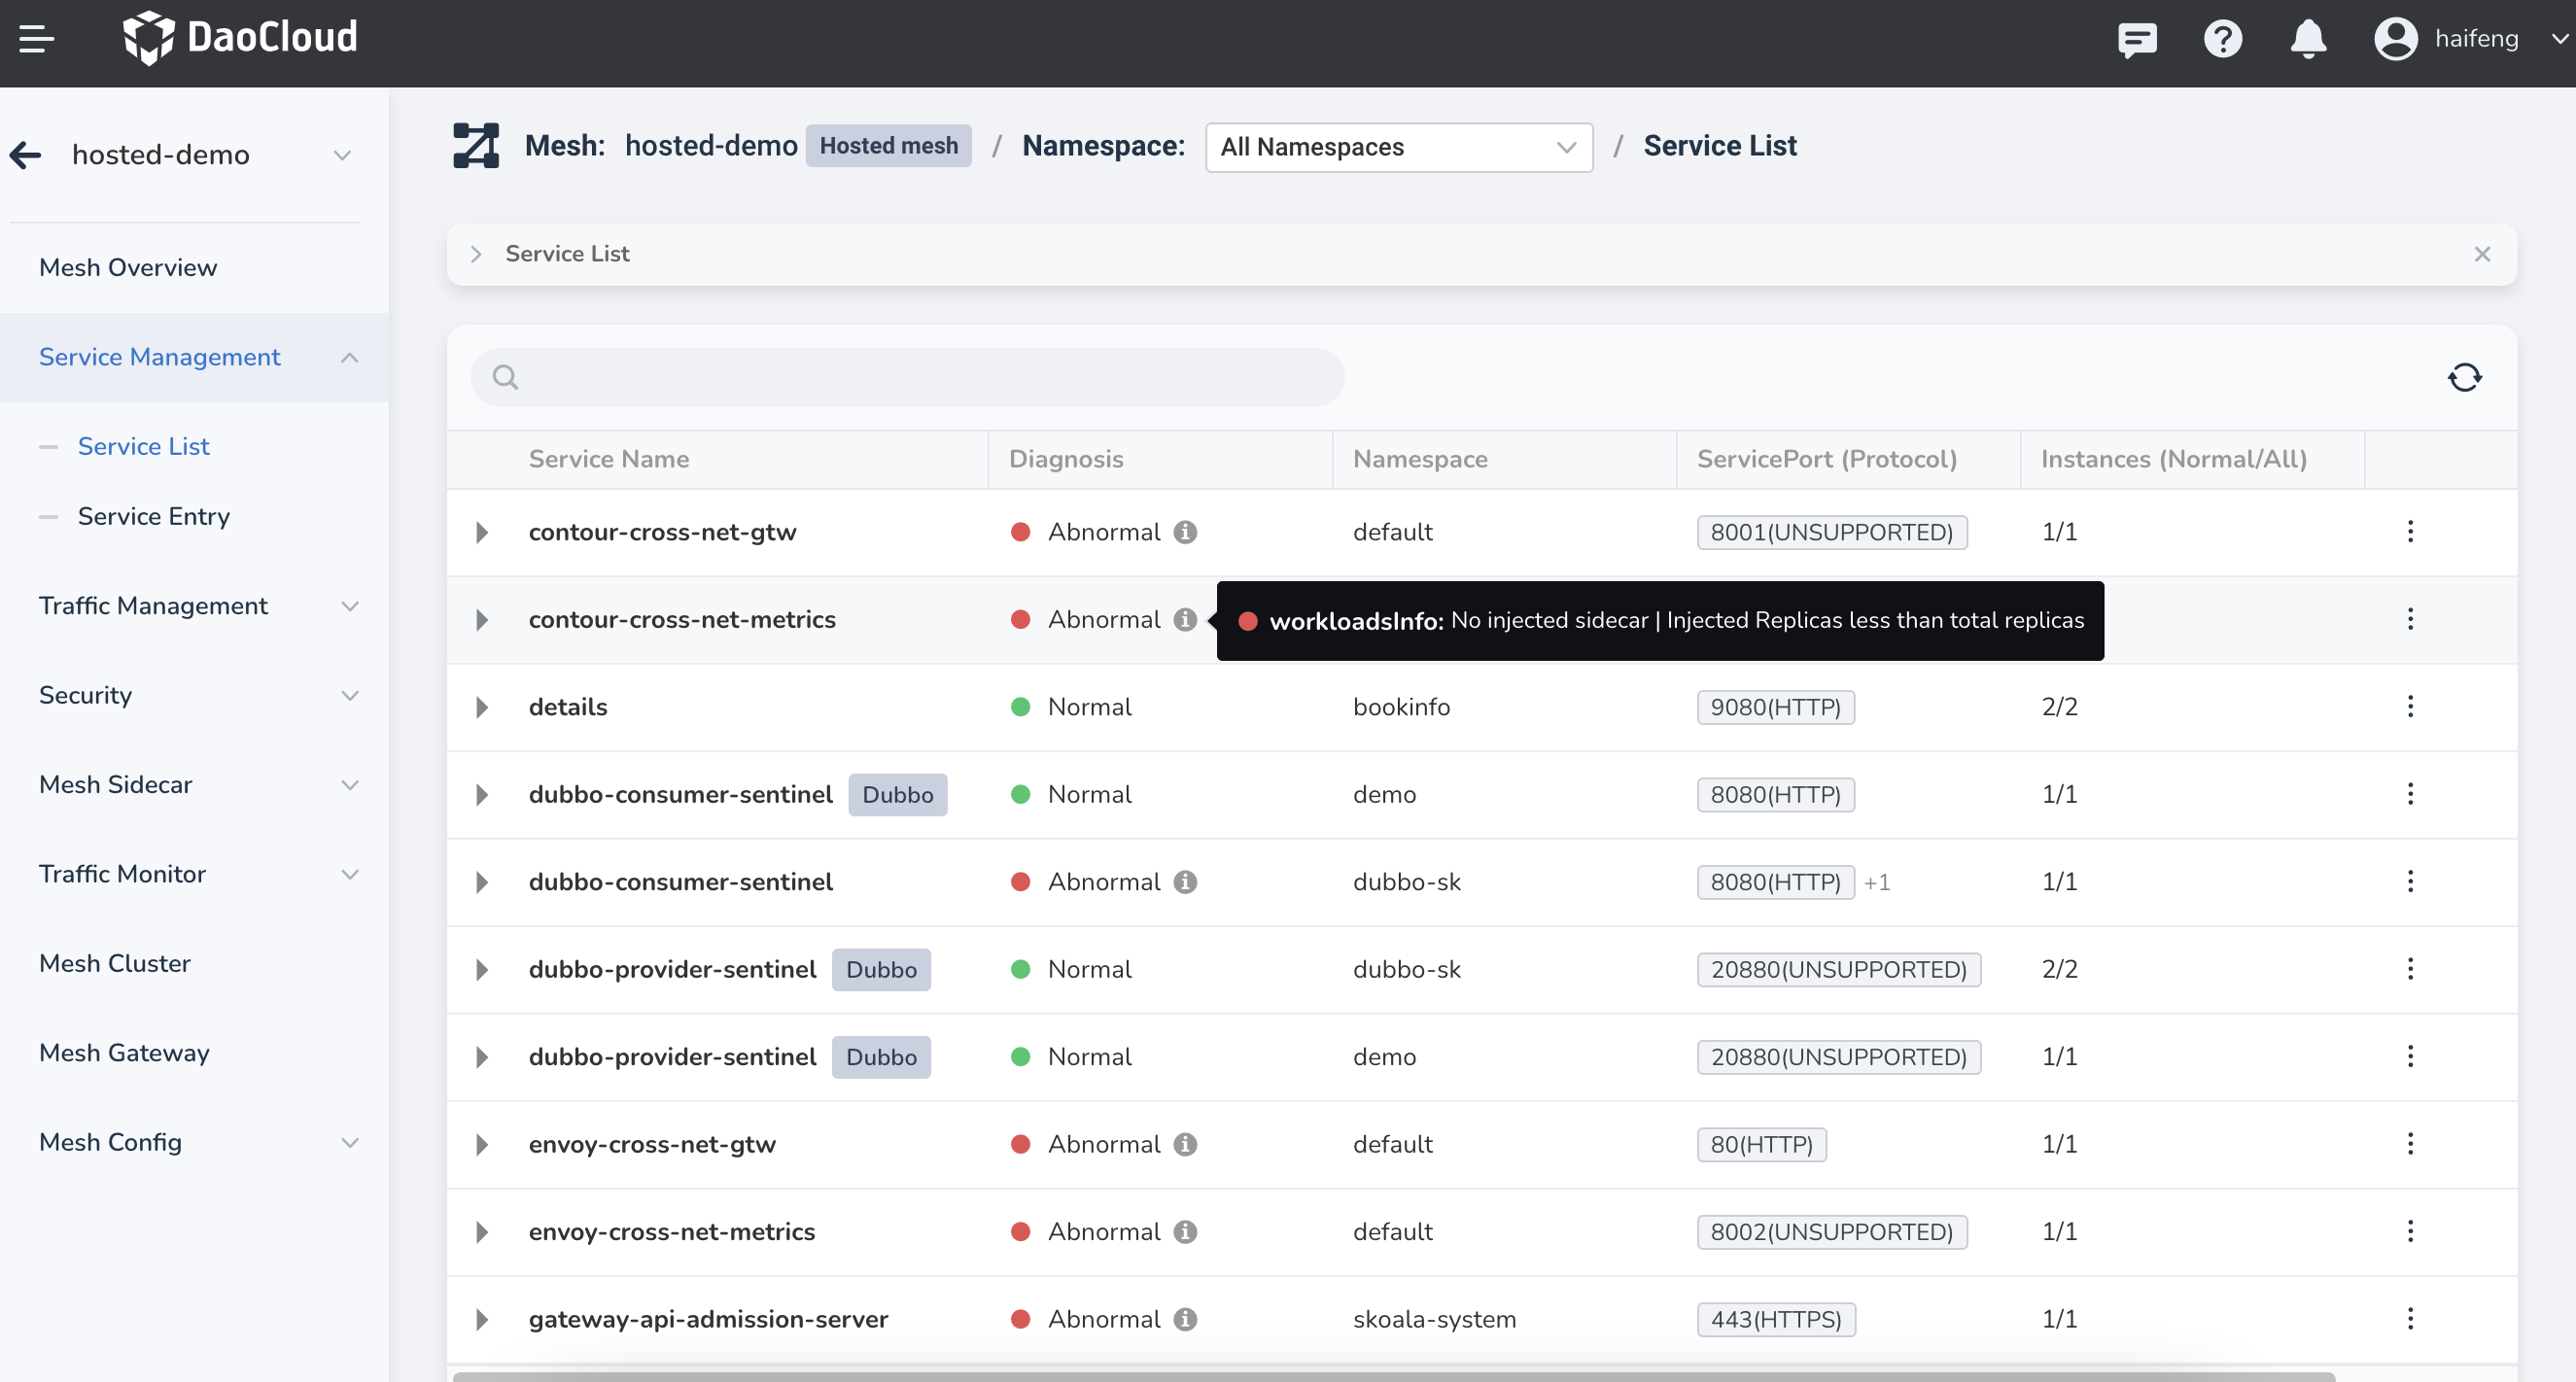 DaoCloud
haifeng
hosted-demo
Mesh Overview
Service Management
Service List
Service Entry
Traffic Management
Security
Mesh Sidecar
Traffic Monitor
Mesh Cluster
Mesh Gateway
Mesh Config
Mesh: hosted-demo Hosted mesh / Namespace: All Namespaces / Service List
Service List
Service Name Diagnosis Namespace ServicePort (Protocol) Instances (Normal/All)
contour-cross-net-gtw Abnormal default 8001(UNSUPPORTED) 1/1
contour-cross-net-metrics Abnormal workloadsInfo: No injected sidecar | Injected Replicas less than total replicas
details Normal bookinfo 9080(HTTP) 2/2
dubbo-consumer-sentinel Dubbo Normal demo 8080(HTTP) 1/1
dubbo-consumer-sentinel Abnormal dubbo-sk 8080(HTTP) +1 1/1
dubbo-provider-sentinel Dubbo Normal dubbo-sk 20880(UNSUPPORTED) 2/2
dubbo-provider-sentinel Dubbo Normal demo 20880(UNSUPPORTED) 1/1
envoy-cross-net-gtw Abnormal default 80(HTTP) 1/1
envoy-cross-net-metrics Abnormal default 8002(UNSUPPORTED) 1/1
gateway-api-admission-server Abnormal skoala-system 443(HTTPS) 1/1